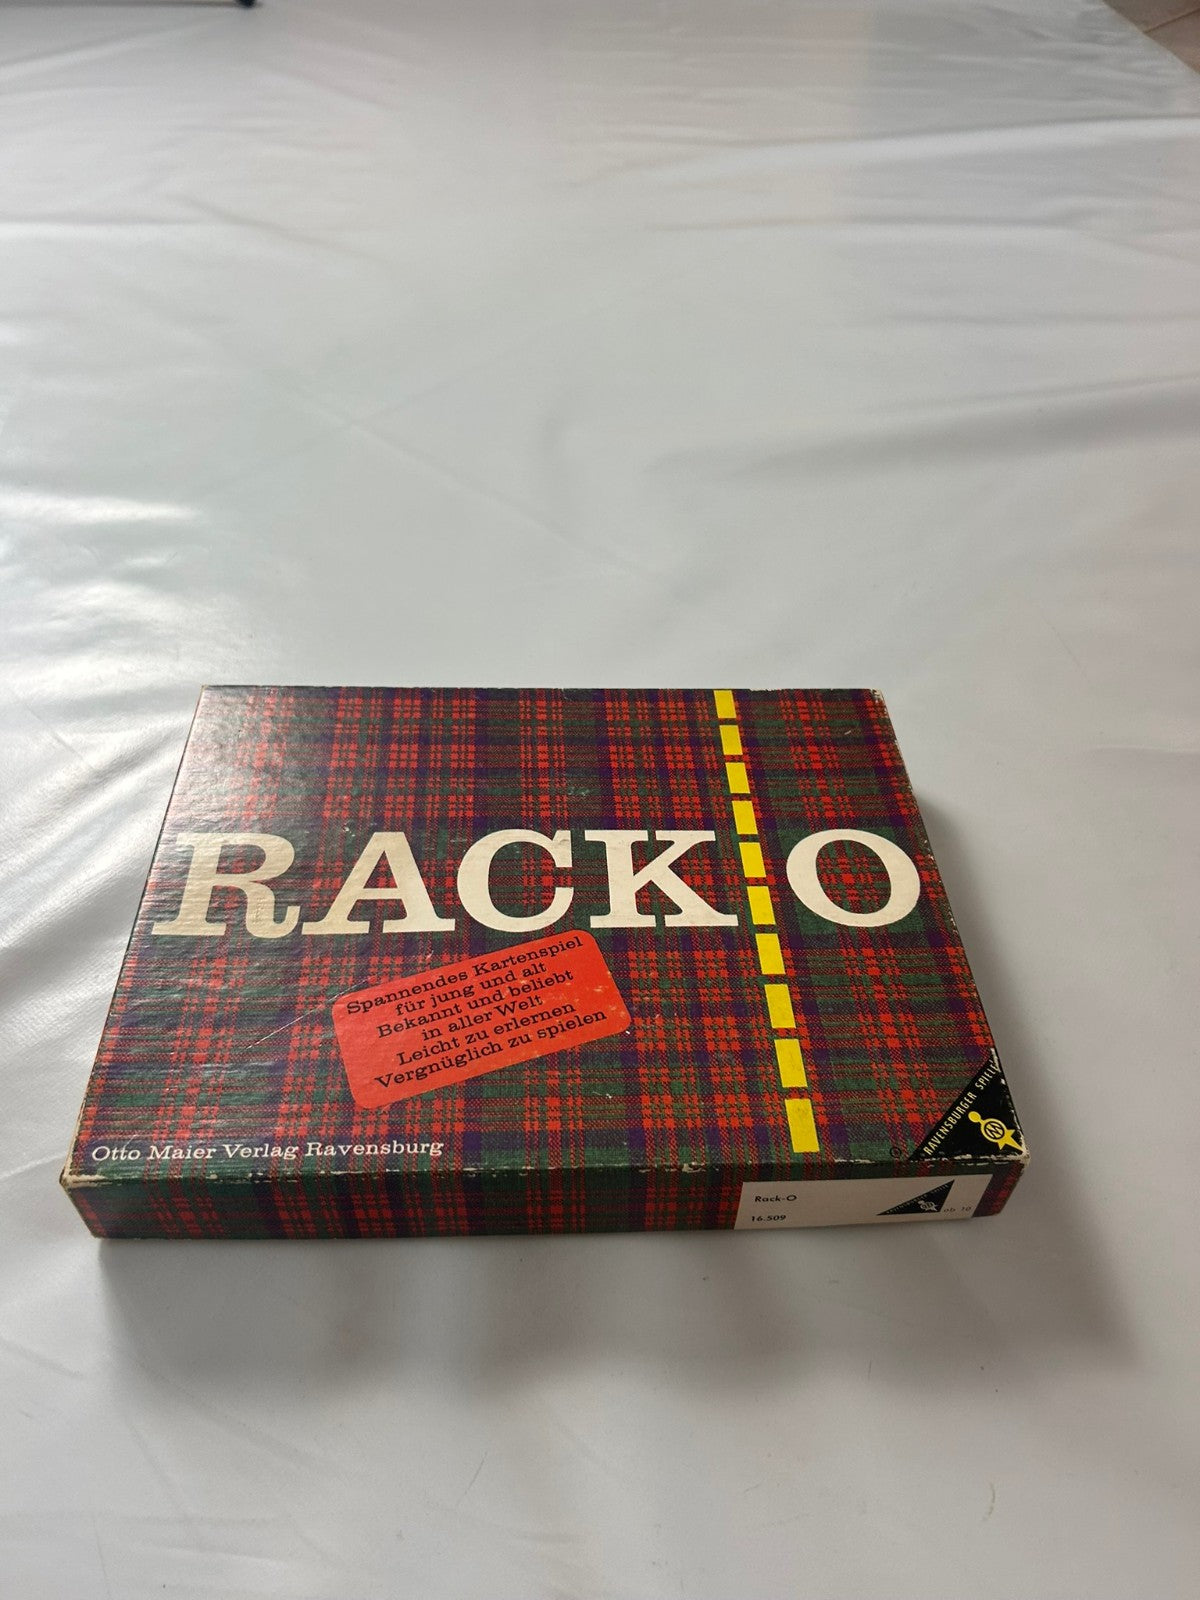 RACK O
Spannendes Kartenspiel
für jung und alt
Bekannt und beliebt
in aller Welt
Leicht zu erlernen
Vergnüglich zu spielen
Otto Maier Verlag Ravensburg
RAVENSBURGER SPIELE
Rack-O
16.509
ab 10